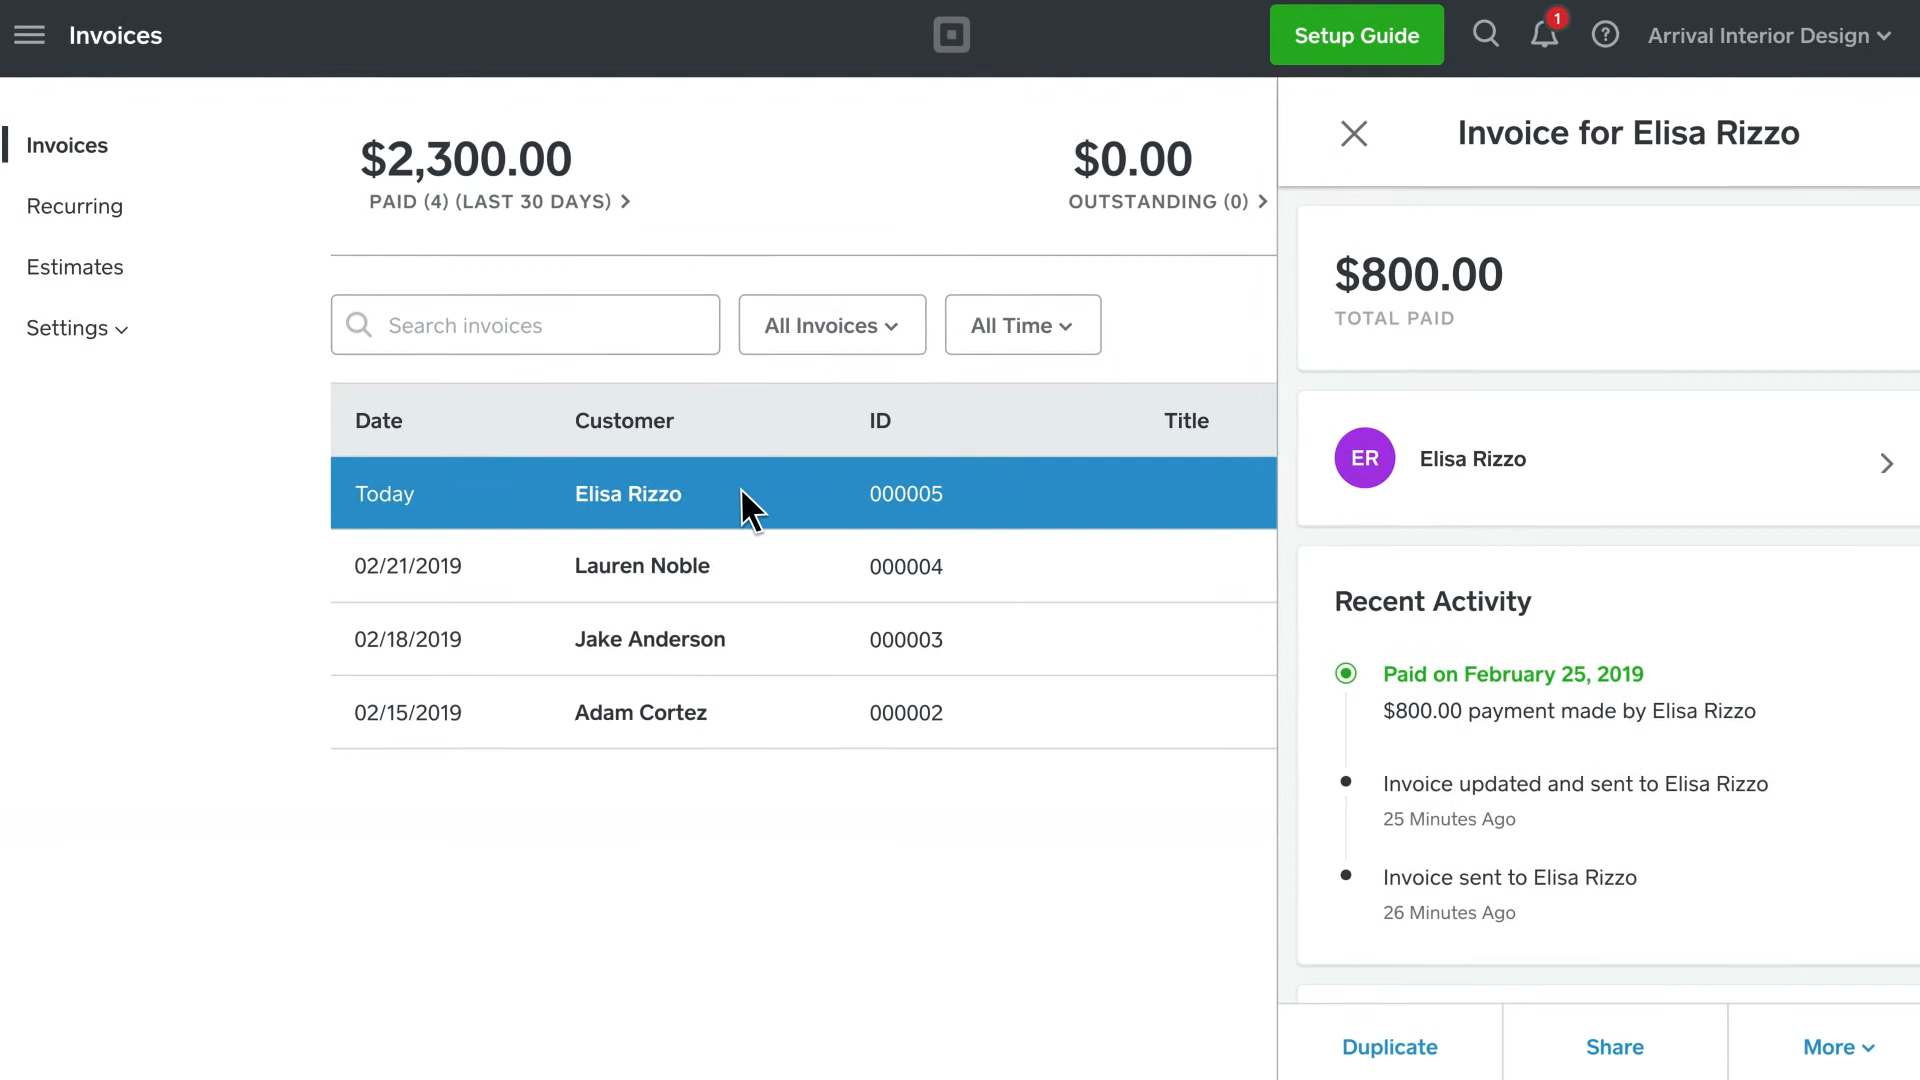 Invoices
Setup Guide
1
?
Arrival Interior Design
Invoices
Recurring
Estimates
Settings
$2,300.00
PAID (4) (LAST 30 DAYS)
$0.00
OUTSTANDING (0)
Search invoices
All Invoices
All Time
Date Customer ID Title
Today Elisa Rizzo 000005
02/21/2019 Lauren Noble 000004
02/18/2019 Jake Anderson 000003
02/15/2019 Adam Cortez 000002
Invoice for Elisa Rizzo
$800.00
TOTAL PAID
ER Elisa Rizzo
Recent Activity
Paid on February 25, 2019
$800.00 payment made by Elisa Rizzo
Invoice updated and sent to Elisa Rizzo
25 Minutes Ago
Invoice sent to Elisa Rizzo
26 Minutes Ago
Duplicate Share More